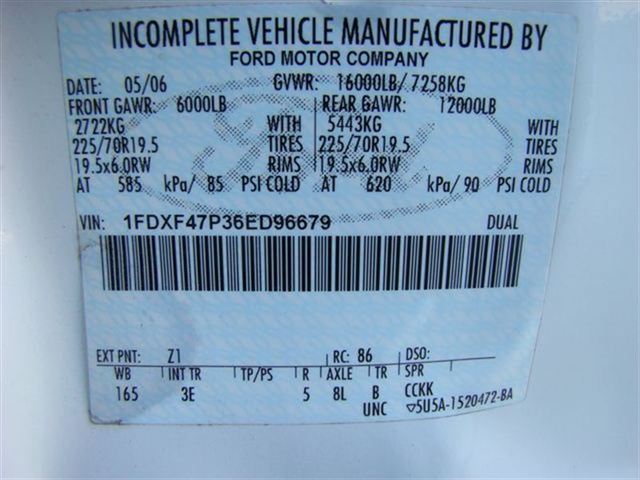 INCOMPLETE VEHICLE MANUFACTURED BY
FORD MOTOR COMPANY
DATE: 05/06 GVWR: 16000LB/ 7258KG
FRONT GAWR: 6000LB REAR GAWR: 12000LB
2722KG WITH 5443KG WITH
225/70R19.5 TIRES 225/70R19.5 TIRES
19.5x6.0RW RIMS 19.5x6.0RW RIMS
AT 585 kPa/ 85 PSI COLD AT 620 kPa/ 90 PSI COLD
VIN: 1FDXF47P36ED96679 DUAL
EXT PNT: Z1 RC: 86 DSO:
WB INT TR TP/PS R AXLE TR SPR
165 3E 5 8L B CCKK
UNC ▽5U5A-1520472-BA